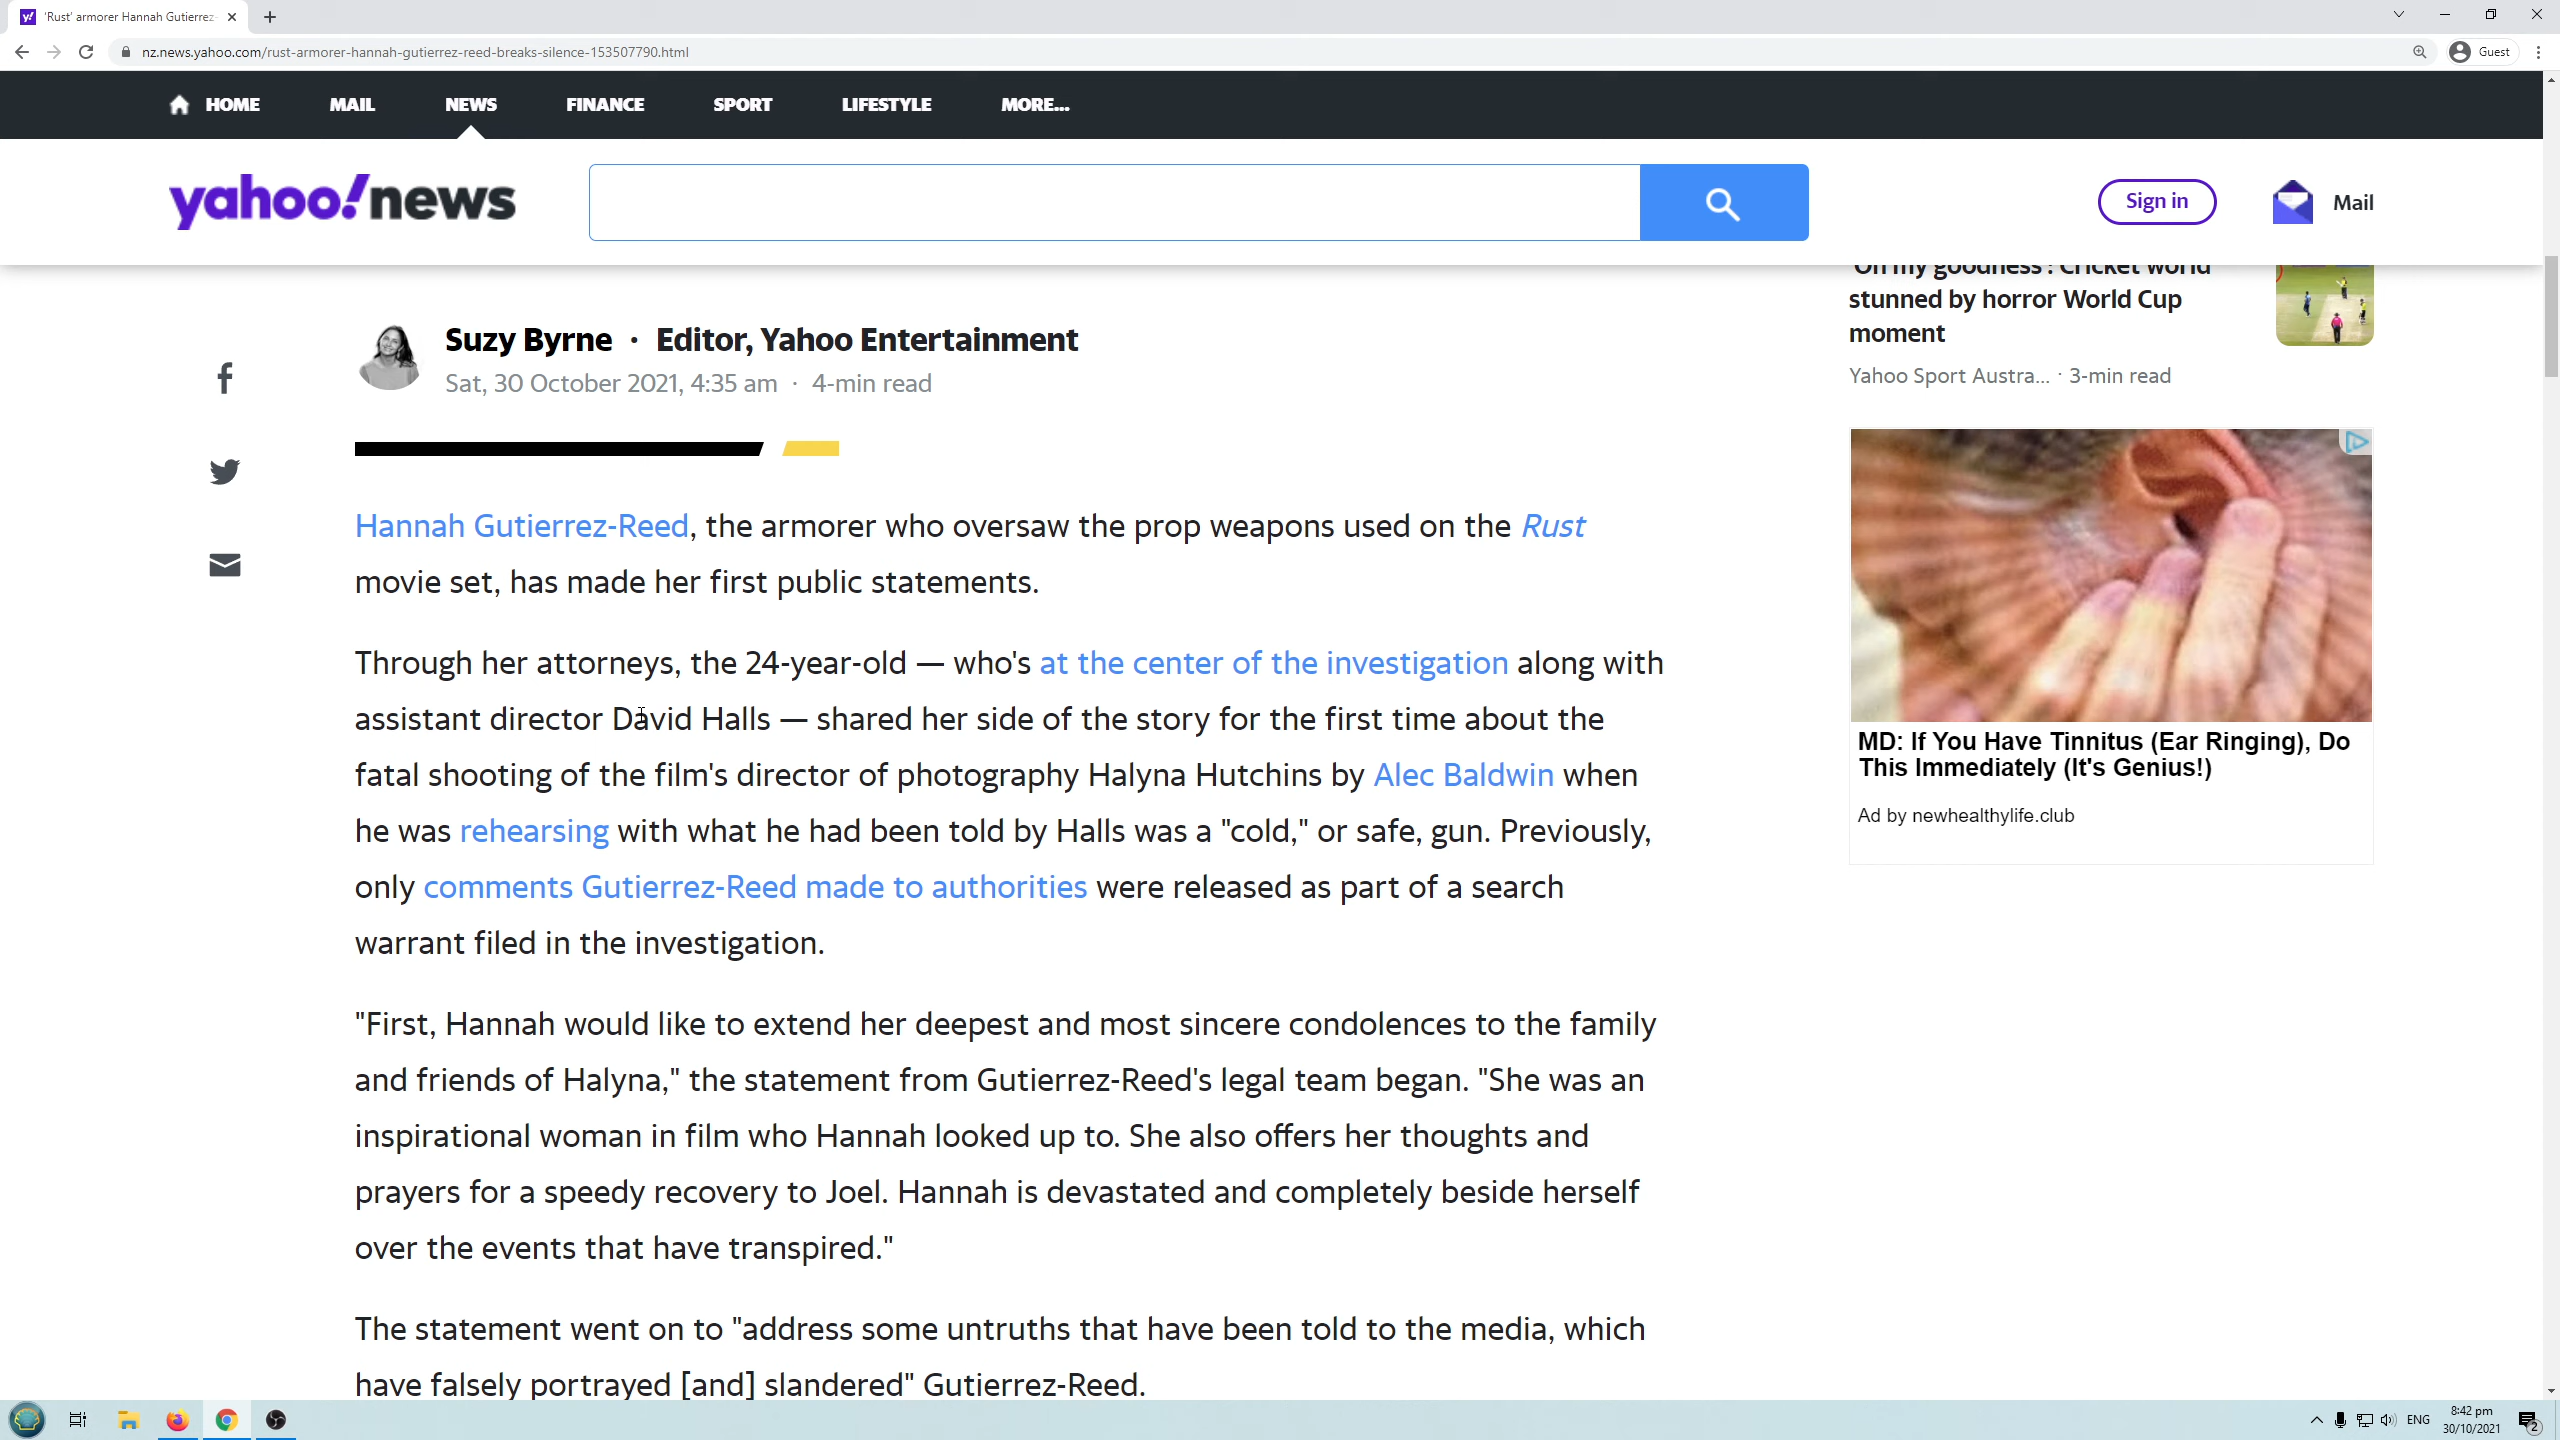 'Rust' armorer Hannah Gutierrez-
nz.news.yahoo.com/rust-armorer-hannah-gutierrez-reed-breaks-silence-153507790.html
Guest
HOME MAIL NEWS FINANCE SPORT LIFESTYLE MORE...
yahoo!news
Sign in
Mail
'Oh my goodness': Cricket world
stunned by horror World Cup
moment
Yahoo Sport Austra... · 3-min read
Suzy Byrne · Editor, Yahoo Entertainment
Sat, 30 October 2021, 4:35 am · 4-min read
Hannah Gutierrez-Reed, the armorer who oversaw the prop weapons used on the Rust
movie set, has made her first public statements.
Through her attorneys, the 24-year-old — who's at the center of the investigation along with
assistant director David Halls — shared her side of the story for the first time about the
fatal shooting of the film's director of photography Halyna Hutchins by Alec Baldwin when
he was rehearsing with what he had been told by Halls was a "cold," or safe, gun. Previously,
only comments Gutierrez-Reed made to authorities were released as part of a search
warrant filed in the investigation.
"First, Hannah would like to extend her deepest and most sincere condolences to the family
and friends of Halyna," the statement from Gutierrez-Reed's legal team began. "She was an
inspirational woman in film who Hannah looked up to. She also offers her thoughts and
prayers for a speedy recovery to Joel. Hannah is devastated and completely beside herself
over the events that have transpired."
The statement went on to "address some untruths that have been told to the media, which
have falsely portrayed [and] slandered" Gutierrez-Reed.
MD: If You Have Tinnitus (Ear Ringing), Do
This Immediately (It's Genius!)
Ad by newhealthylife.club
ENG
8:42 pm
30/10/2021
2